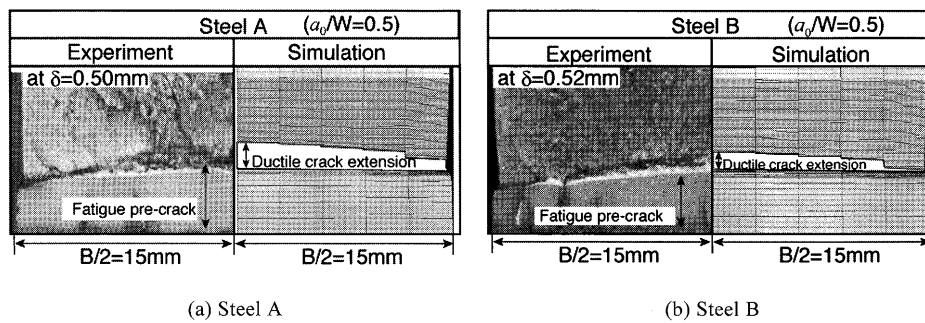 Steel A (a0/W=0.5)
Experiment
Simulation
at δ=0.50mm
Ductile crack extension
Fatigue pre-crack
B/2=15mm
B/2=15mm
(a) Steel A
Steel B (a0/W=0.5)
Experiment
Simulation
at δ=0.52mm
Ductile crack extension
Fatigue pre-crack
B/2=15mm
B/2=15mm
(b) Steel B